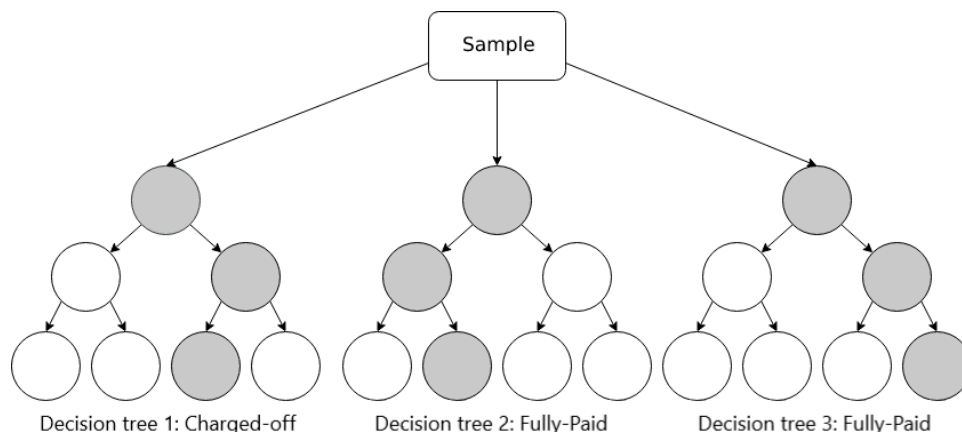 Sample
Decision tree 1: Charged-off
Decision tree 2: Fully-Paid
Decision tree 3: Fully-Paid